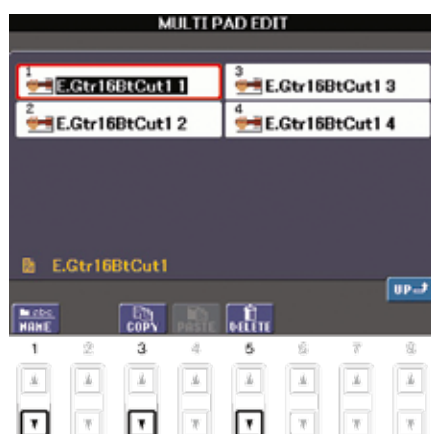 MULTI PAD EDIT
1 E.Gtr16BtCut1 1
3 E.Gtr16BtCut1 3
2 E.Gtr16BtCut1 2
4 E.Gtr16BtCut1 4
E.Gtr16BtCut1
UP
abc
NAME COPY PASTE DELETE
1 2 3 4 5 6 7 8